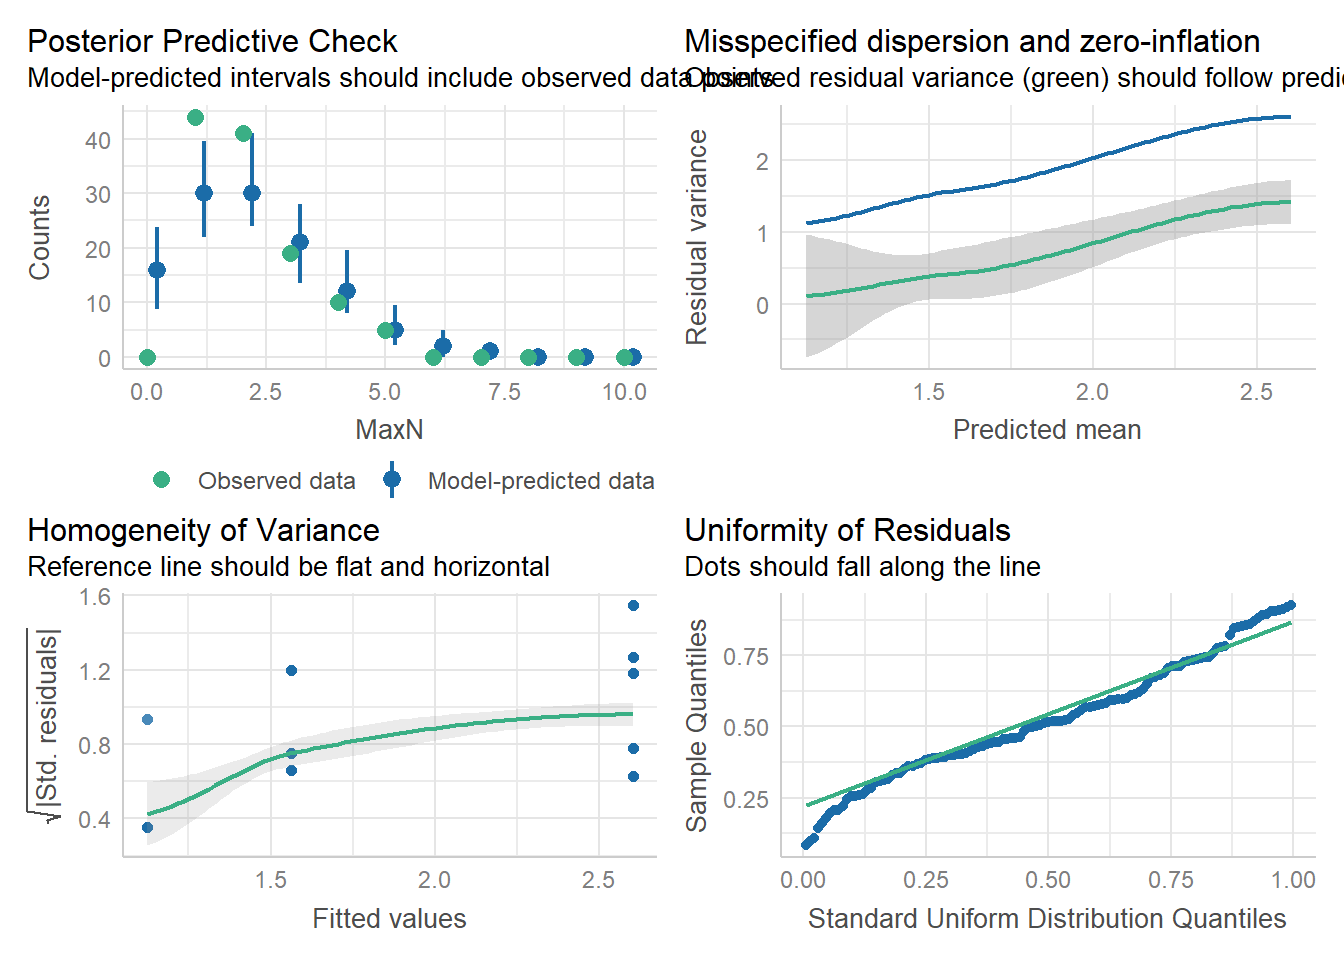 Posterior Predictive Check
Model-predicted intervals should include observed data points
Counts
40
30
20
10
0
0.0 2.5 5.0 7.5 10.0
MaxN
Observed data Model-predicted data
Misspecified dispersion and zero-inflation
Observed residual variance (green) should follow predic
Residual variance
2
1
0
1.5 2.0 2.5
Predicted mean
Homogeneity of Variance
Reference line should be flat and horizontal
√|Std. residuals|
1.6
1.2
0.8
0.4
1.5 2.0 2.5
Fitted values
Uniformity of Residuals
Dots should fall along the line
Sample Quantiles
0.75
0.50
0.25
0.00 0.25 0.50 0.75 1.00
Standard Uniform Distribution Quantiles